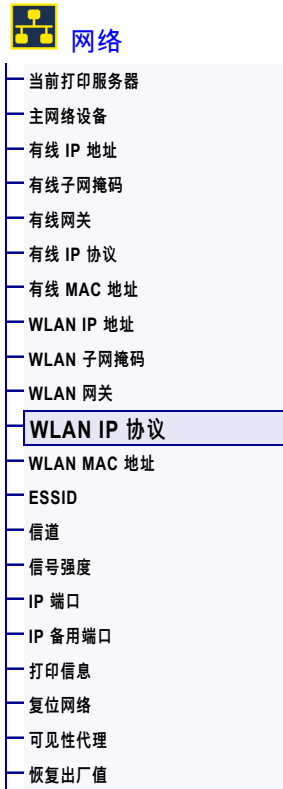 网络
当前打印服务器
主网络设备
有线 IP 地址
有线子网掩码
有线网关
有线 IP 协议
有线 MAC 地址
WLAN IP 地址
WLAN 子网掩码
WLAN 网关
WLAN IP 协议
WLAN MAC 地址
ESSID
信道
信号强度
IP 端口
IP 备用端口
打印信息
复位网络
可见性代理
恢复出厂值